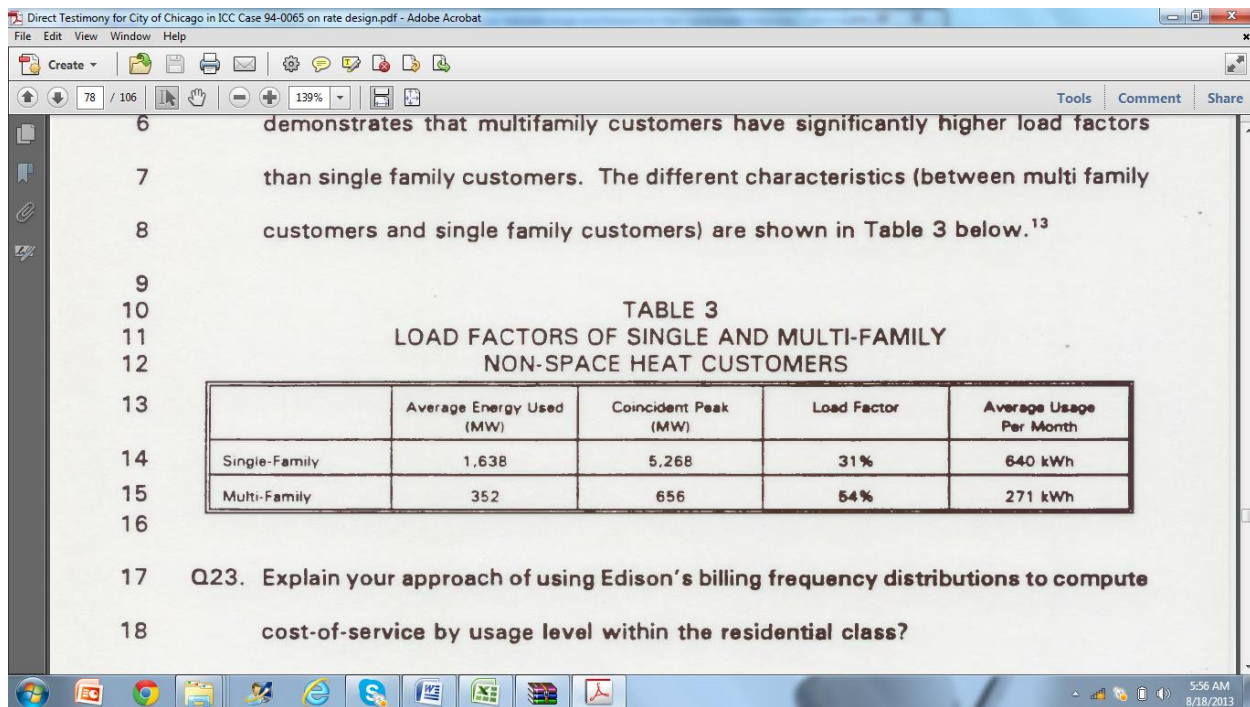 Direct Testimony for City of Chicago in ICC Case 94-0065 on rate design.pdf - Adobe Acrobat
File Edit View Window Help
Create
78 / 106 139% Tools Comment Share
6 demonstrates that multifamily customers have significantly higher load factors
7 than single family customers. The different characteristics (between multi family
8 customers and single family customers) are shown in Table 3 below.13
9
10 TABLE 3
11 LOAD FACTORS OF SINGLE AND MULTI-FAMILY
12 NON-SPACE HEAT CUSTOMERS
13 Average Energy Used Coincident Peak Load Factor Average Usage
(MW) (MW) Per Month
14 Single-Family 1,638 5,268 31% 640 kWh
15 Multi-Family 352 656 54% 271 kWh
16
17 Q23. Explain your approach of using Edison's billing frequency distributions to compute
18 cost-of-service by usage level within the residential class?
5:56 AM
8/18/2013